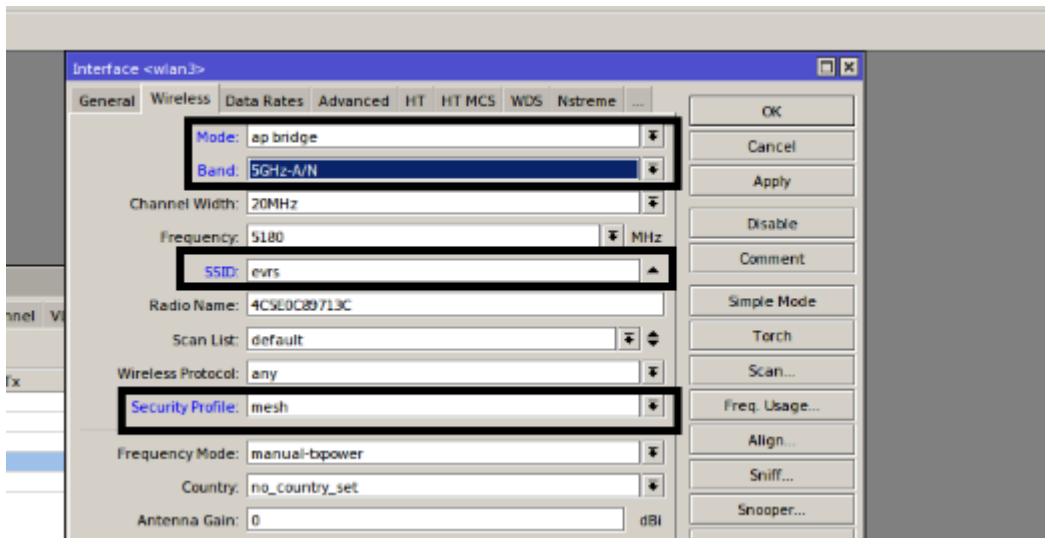 Interface <wlan3>
General Wireless Data Rates Advanced HT HT MCS WDS Nstreme ...
Mode: ap bridge
Band: 5GHz-A/N
Channel Width: 20MHz
Frequency: 5180 MHz
SSID: evrs
Radio Name: 4C5E0C89713C
Scan List: default
Wireless Protocol: any
Security Profile: mesh
Frequency Mode: manual-txpower
Country: no_country_set
Antenna Gain: 0 dBi
OK
Cancel
Apply
Disable
Comment
Simple Mode
Torch
Scan...
Freq. Usage...
Align...
Sniff...
Snooper...
nnel
Tx